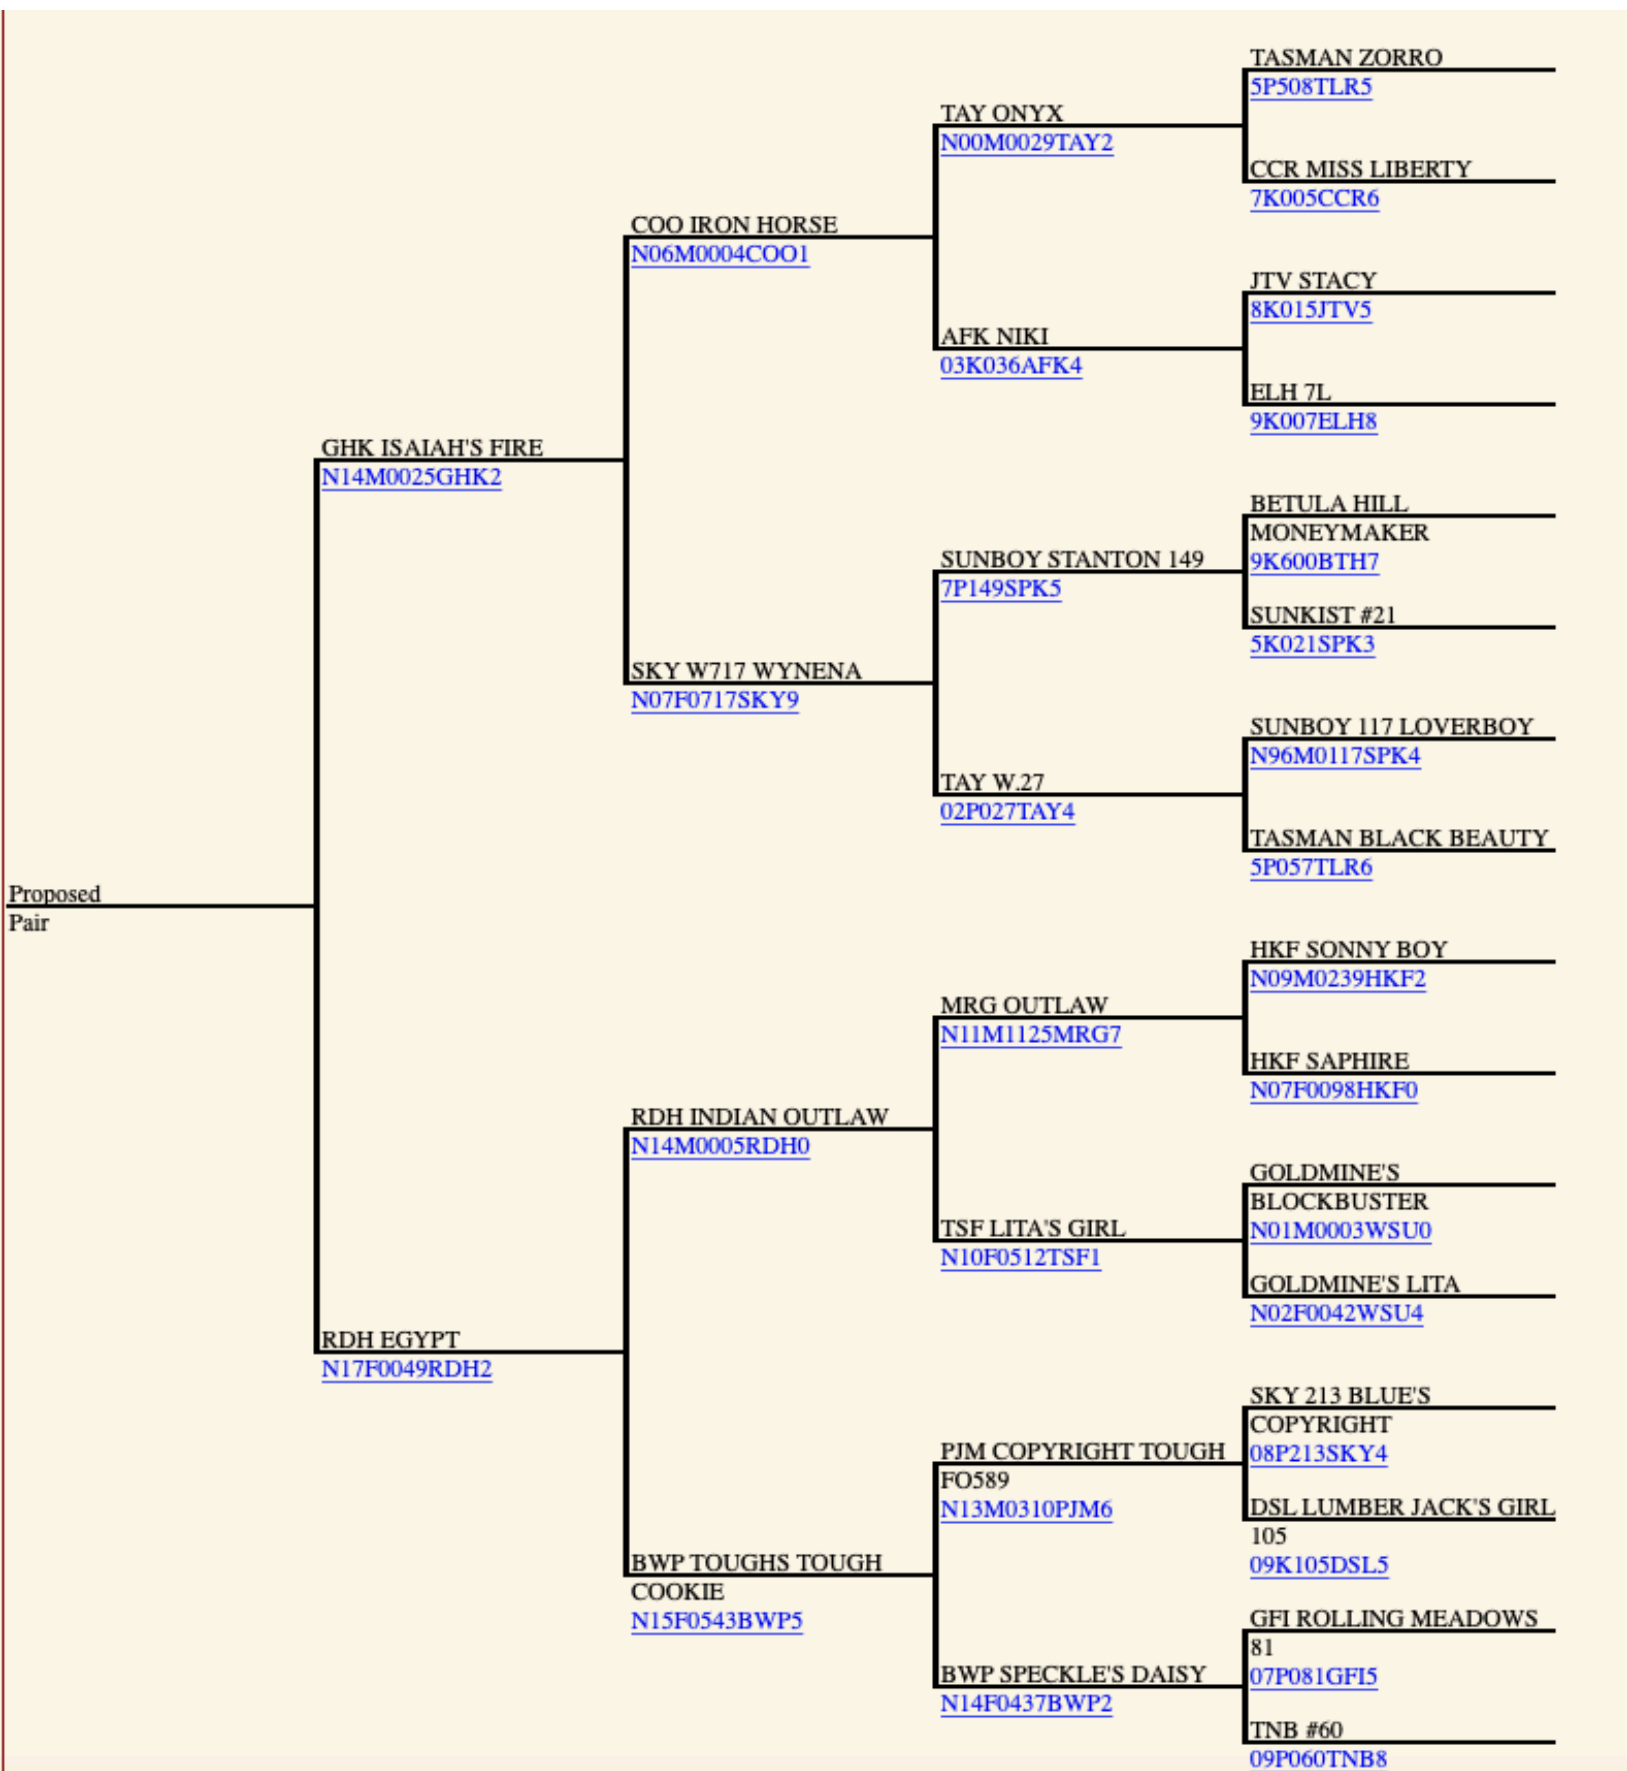 TASMAN ZORRO
5P508TLR5
TAY ONYX
N00M0029TAY2
CCR MISS LIBERTY
7K005CCR6
COO IRON HORSE
N06M0004COO1
JTV STACY
8K015JTV5
AFK NIKI
03K036AFK4
ELH 7L
9K007ELH8
GHK ISAIAH'S FIRE
N14M0025GHK2
BETULA HILL
MONEYMAKER
9K600BTH7
SUNBOY STANTON 149
7P149SPK5
SUNKIST #21
5K021SPK3
SKY W717 WYNENA
N07F0717SKY9
SUNBOY 117 LOVERBOY
N96M0117SPK4
TAY W.27
02P027TAY4
TASMAN BLACK BEAUTY
5P057TLR6
Proposed
Pair
HKF SONNY BOY
N09M0239HKF2
MRG OUTLAW
N11M1125MRG7
HKF SAPHIRE
N07F0098HKF0
RDH INDIAN OUTLAW
N14M0005RDH0
GOLDMINE'S
BLOCKBUSTER
N01M0003WSU0
TSF LITA'S GIRL
N10F0512TSF1
GOLDMINE'S LITA
N02F0042WSU4
RDH EGYPT
N17F0049RDH2
SKY 213 BLUE'S
COPYRIGHT
08P213SKY4
PJM COPYRIGHT TOUGH
FO589
N13M0310PJM6
DSL LUMBER JACK'S GIRL
105
09K105DSL5
BWP TOUGHS TOUGH
COOKIE
N15F0543BWP5
GFI ROLLING MEADOWS
81
07P081GFI5
BWP SPECKLE'S DAISY
N14F0437BWP2
TNB #60
09P060TNB8